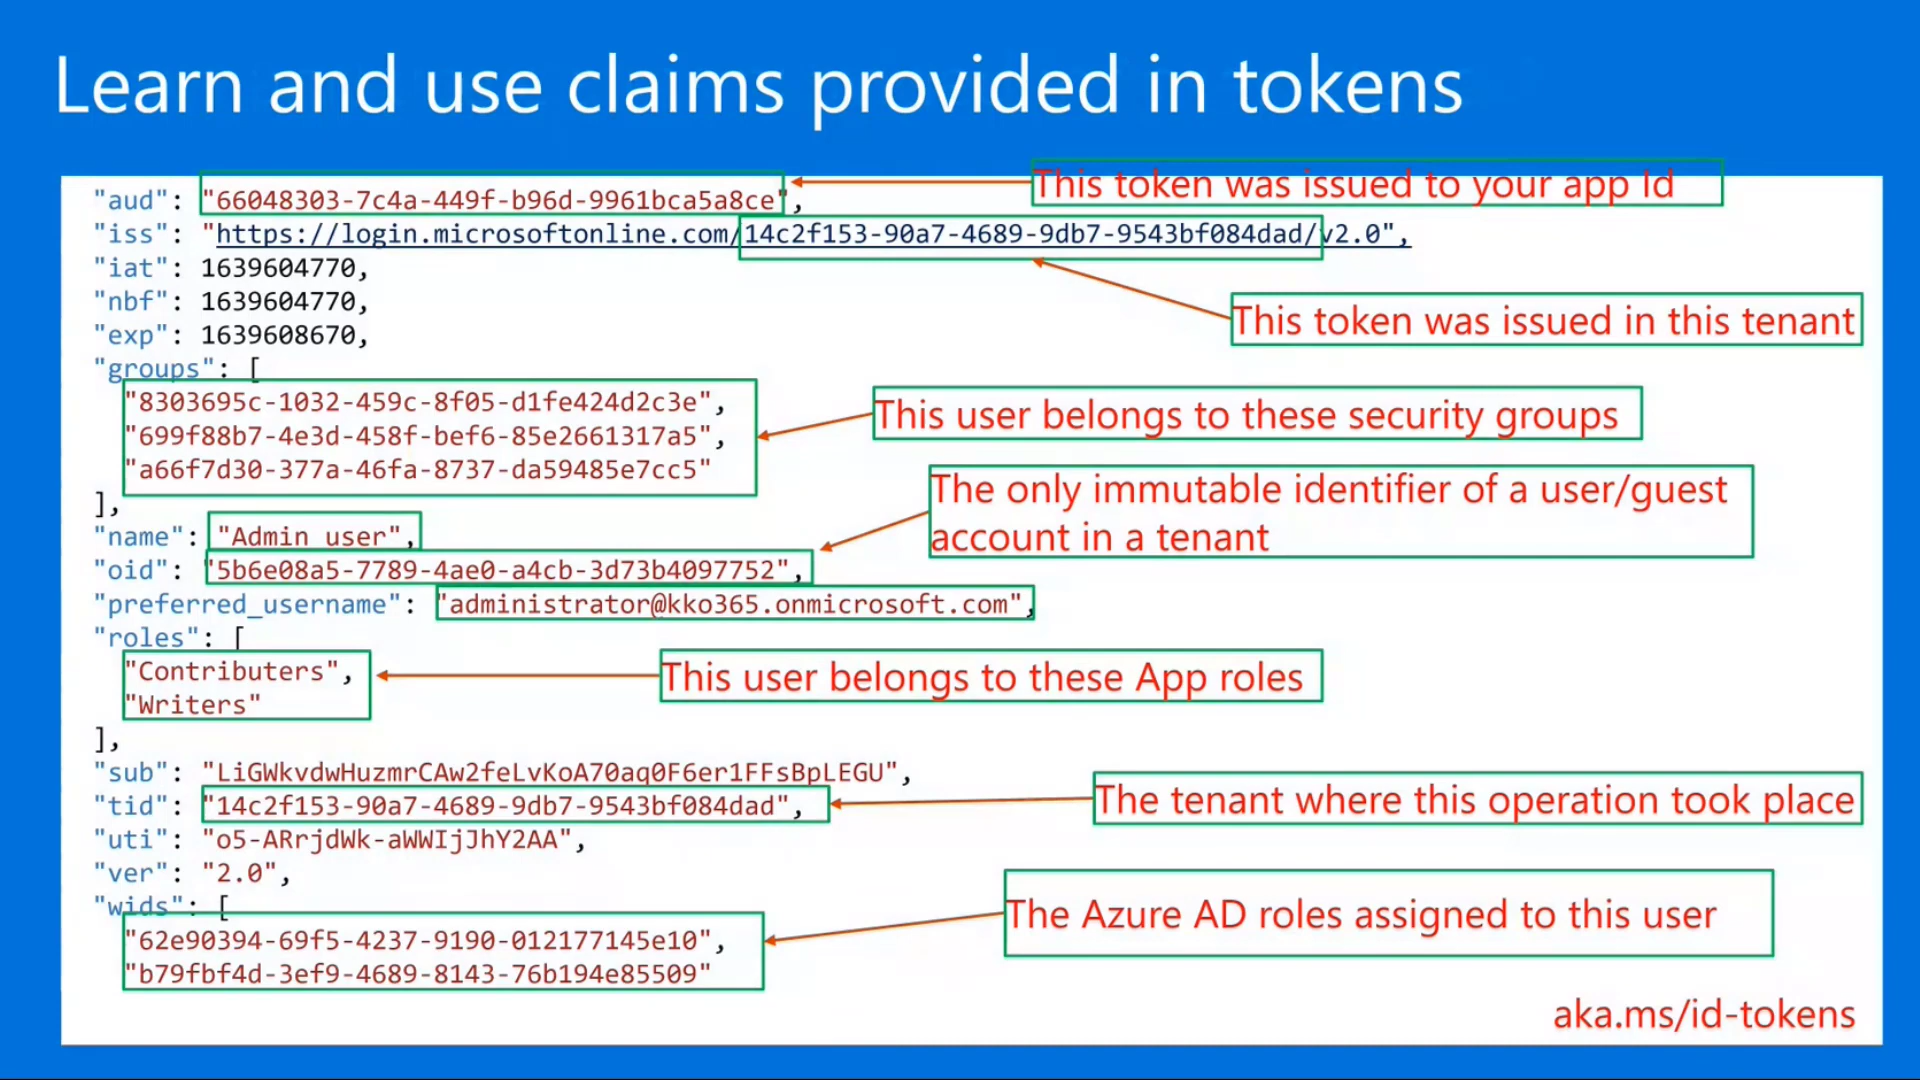 Learn and use claims provided in tokens
"aud": "66048303-7c4a-449f-b96d-9961bca5a8ce",
This token was issued to your app Id
"iss": "https://login.microsoftonline.com/14c2f153-90a7-4689-9db7-9543bf084dad/v2.0",
"iat": 1639604770,
"nbf": 1639604770,
This token was issued in this tenant
"exp": 1639608670,
"groups": [
"8303695c-1032-459c-8f05-d1fe424d2c3e",
"699f88b7-4e3d-458f-bef6-85e2661317a5",
"a66f7d30-377a-46fa-8737-da59485e7cc5"
This user belongs to these security groups
],
The only immutable identifier of a user/guest
account in a tenant
"name": "Admin user",
"oid": "5b6e08a5-7789-4ae0-a4cb-3d73b4097752",
"preferred_username": "administrator@kko365.onmicrosoft.com",
"roles": [
"Contributers",
"Writers"
This user belongs to these App roles
],
"sub": "LiGWkvdwHuzmrCAw2feLvKoA70aq0F6er1FFsBpLEGU",
"tid": "14c2f153-90a7-4689-9db7-9543bf084dad",
The tenant where this operation took place
"uti": "o5-ARrjdWk-aWWIjJhY2AA",
"ver": "2.0",
"wids": [
"62e90394-69f5-4237-9190-012177145e10",
"b79fbf4d-3ef9-4689-8143-76b194e85509"
The Azure AD roles assigned to this user
aka.ms/id-tokens